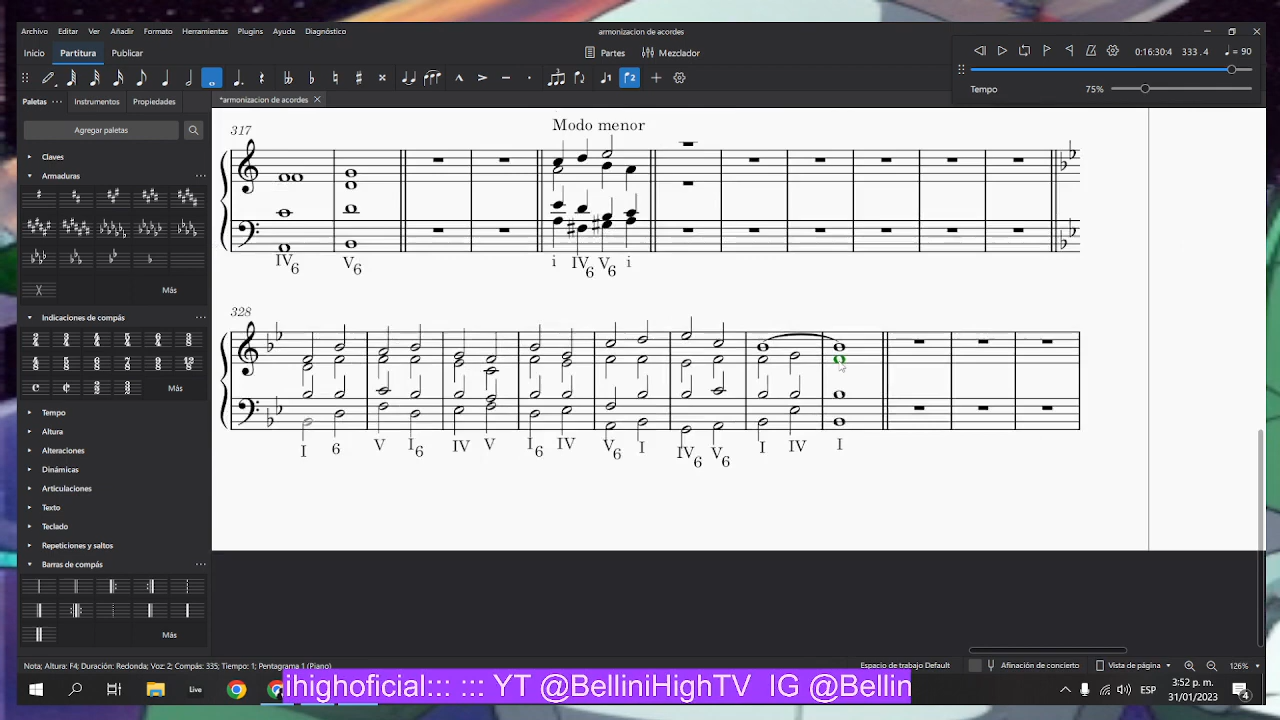 Archivo Editar Ver Añadir Formato Herramientas Plugins Ayuda Diagnóstico
armonizacion de acordes
Inicio Partitura Publicar
Partes Mezclador
0:16:30:4 333 .4 = 90
Tempo 75%
Paletas Instrumentos Propiedades
*armonizacion de acordes
Agregar paletas
Claves
Armaduras
Más
Indicaciones de compás
Más
Tempo
Altura
Alteraciones
Dinámicas
Articulaciones
Texto
Teclado
Repeticiones y saltos
Barras de compás
Más
317
Modo menor
IV6 V6 i IV6 V6 i
328
I 6 V I6 IV V I6 IV V6 I IV6 V6 I IV I
Nota; Altura: F4; Duración: Redonda; Voz: 2; Compás: 335; Tiempo: 1; Pentagrama 1 (Piano)
Espacio de trabajo Default Afinación de concierto Vista de página 126%
Live
ihighoficial::: ::: YT @BelliniHighTV IG @Bellin
ESP
3:52 p. m.
31/01/2023
4